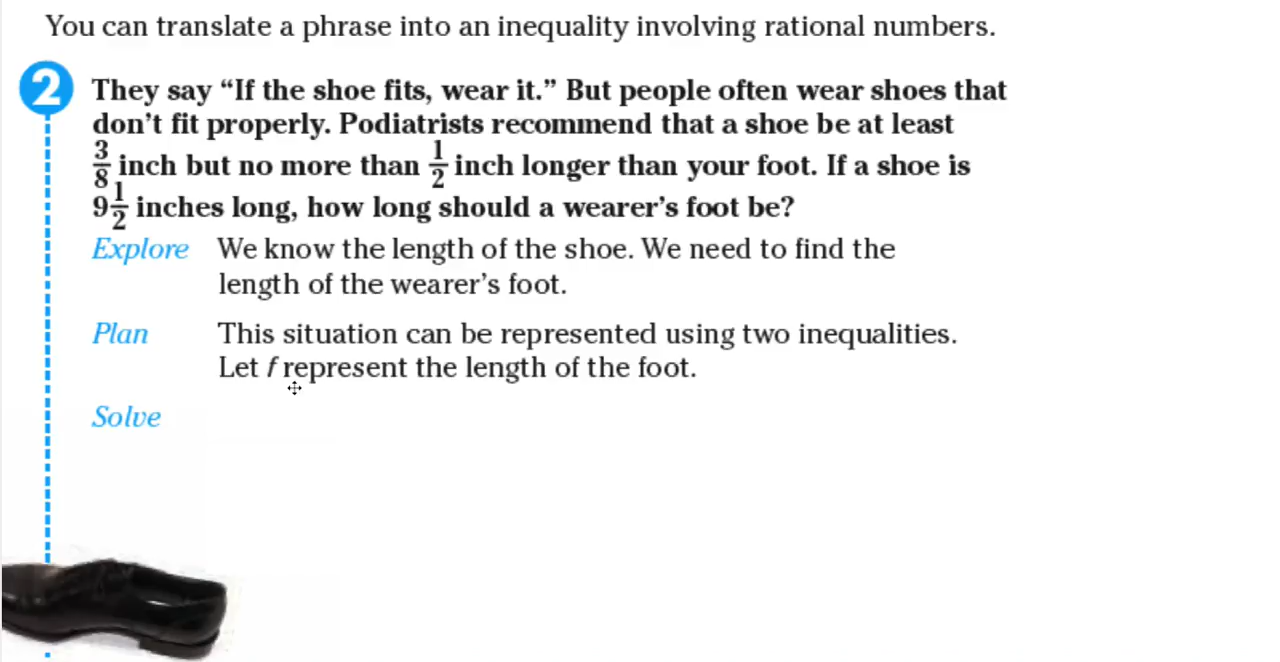 You can translate a phrase into an inequality involving rational numbers.
2 They say “If the shoe fits, wear it.” But people often wear shoes that
don’t fit properly. Podiatrists recommend that a shoe be at least
3/8 inch but no more than 1/2 inch longer than your foot. If a shoe is
9 1/2 inches long, how long should a wearer’s foot be?
Explore We know the length of the shoe. We need to find the
length of the wearer’s foot.
Plan This situation can be represented using two inequalities.
Let f represent the length of the foot.
Solve